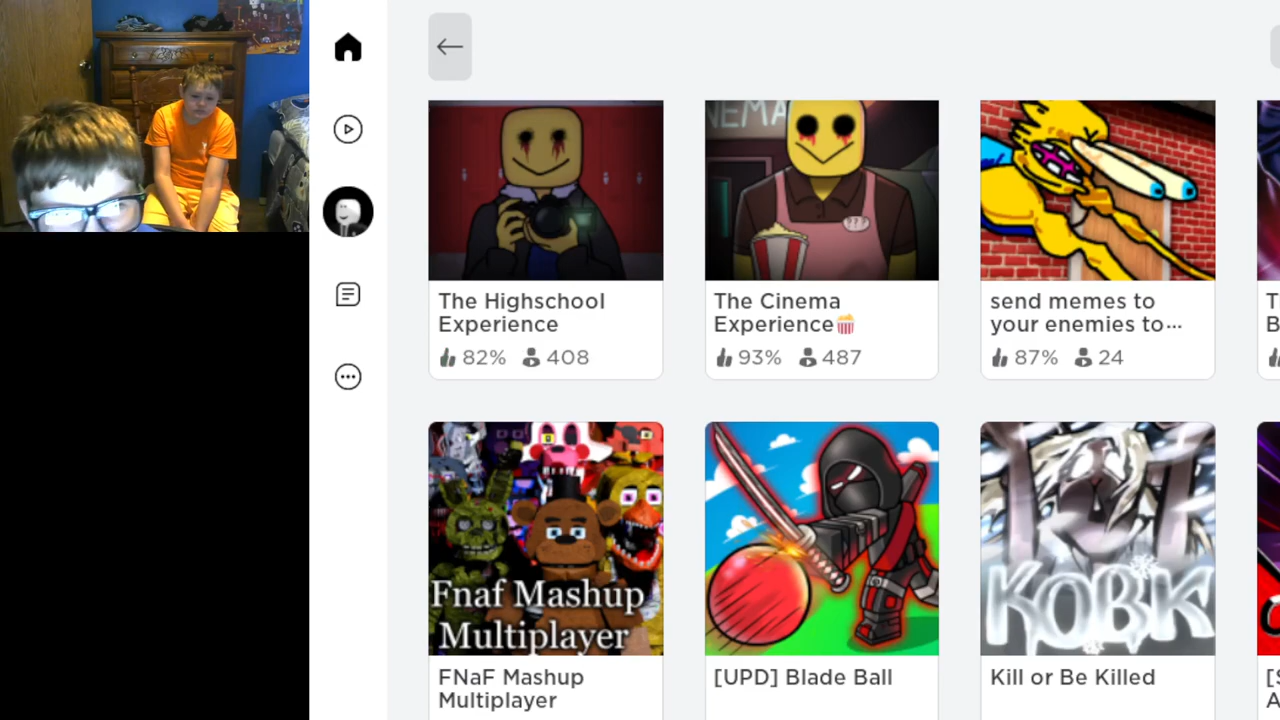 NEMA
???
The Highschool
Experience
82% 408
The Cinema
Experience🍿
93% 487
send memes to
your enemies to...
87% 24
T
B
Fnaf Mashup
Multiplayer
KOBK
FNaF Mashup
Multiplayer
[UPD] Blade Ball
Kill or Be Killed
[S
A